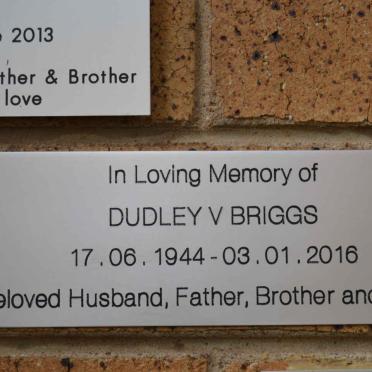 2013
ther & Brother
love
In Loving Memory of
DUDLEY V BRIGGS
17.06.1944 - 03.01.2016
eloved Husband, Father, Brother and